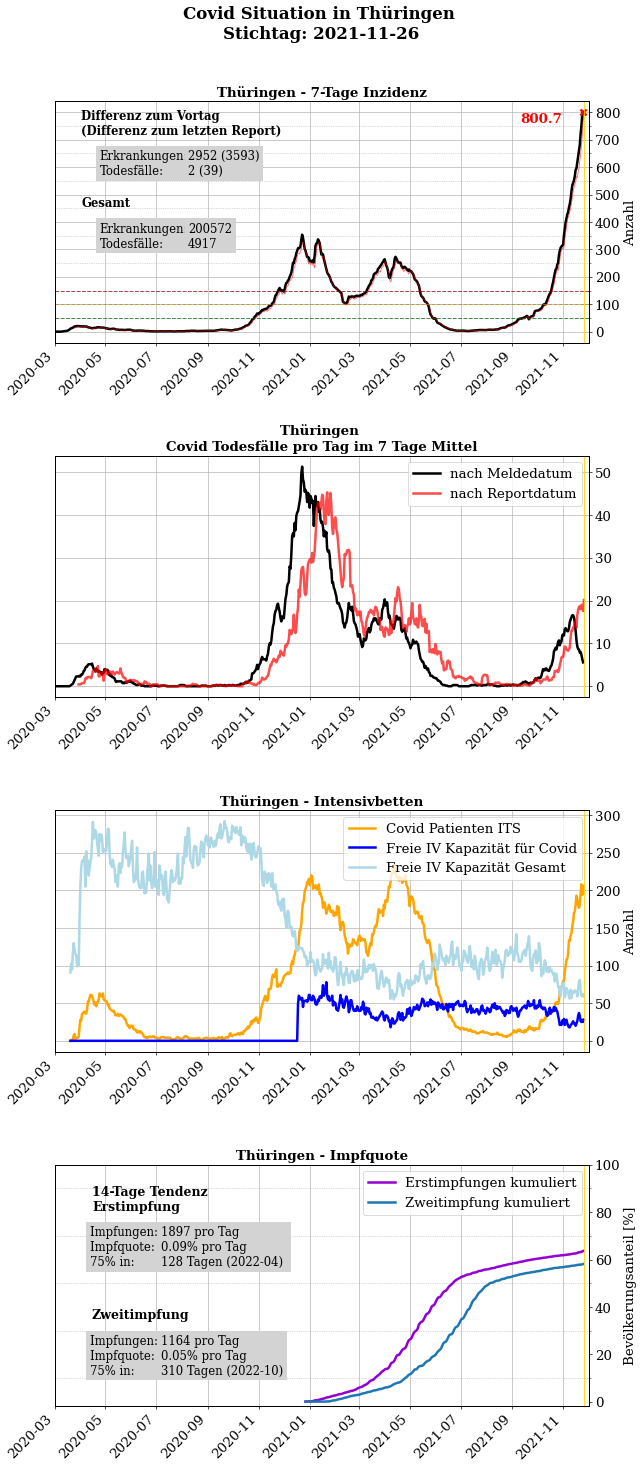 Covid Situation in Thüringen
Stichtag: 2021-11-26
Thüringen - 7-Tage Inzidenz
Differenz zum Vortag
(Differenz zum letzten Report)
Erkrankungen 2952 (3593)
Todesfälle: 2 (39)
Gesamt
Erkrankungen 200572
Todesfälle: 4917
800.7
800
700
600
500
400
300
200
100
0
Anzahl
2020-03
2020-05
2020-07
2020-09
2020-11
2021-01
2021-03
2021-05
2021-07
2021-09
2021-11
Thüringen
Covid Todesfälle pro Tag im 7 Tage Mittel
nach Meldedatum
nach Reportdatum
50
40
30
20
10
0
2020-03
2020-05
2020-07
2020-09
2020-11
2021-01
2021-03
2021-05
2021-07
2021-09
2021-11
Thüringen - Intensivbetten
Covid Patienten ITS
Freie IV Kapazität für Covid
Freie IV Kapazität Gesamt
300
250
200
150
100
50
0
Anzahl
2020-03
2020-05
2020-07
2020-09
2020-11
2021-01
2021-03
2021-05
2021-07
2021-09
2021-11
Thüringen - Impfquote
14-Tage Tendenz
Erstimpfung
Impfungen: 1897 pro Tag
Impfquote: 0.09% pro Tag
75% in: 128 Tagen (2022-04)
Zweitimpfung
Impfungen: 1164 pro Tag
Impfquote: 0.05% pro Tag
75% in: 310 Tagen (2022-10)
Erstimpfungen kumuliert
Zweitimpfung kumuliert
100
80
60
40
20
0
Bevölkerungsanteil [%]
2020-03
2020-05
2020-07
2020-09
2020-11
2021-01
2021-03
2021-05
2021-07
2021-09
2021-11